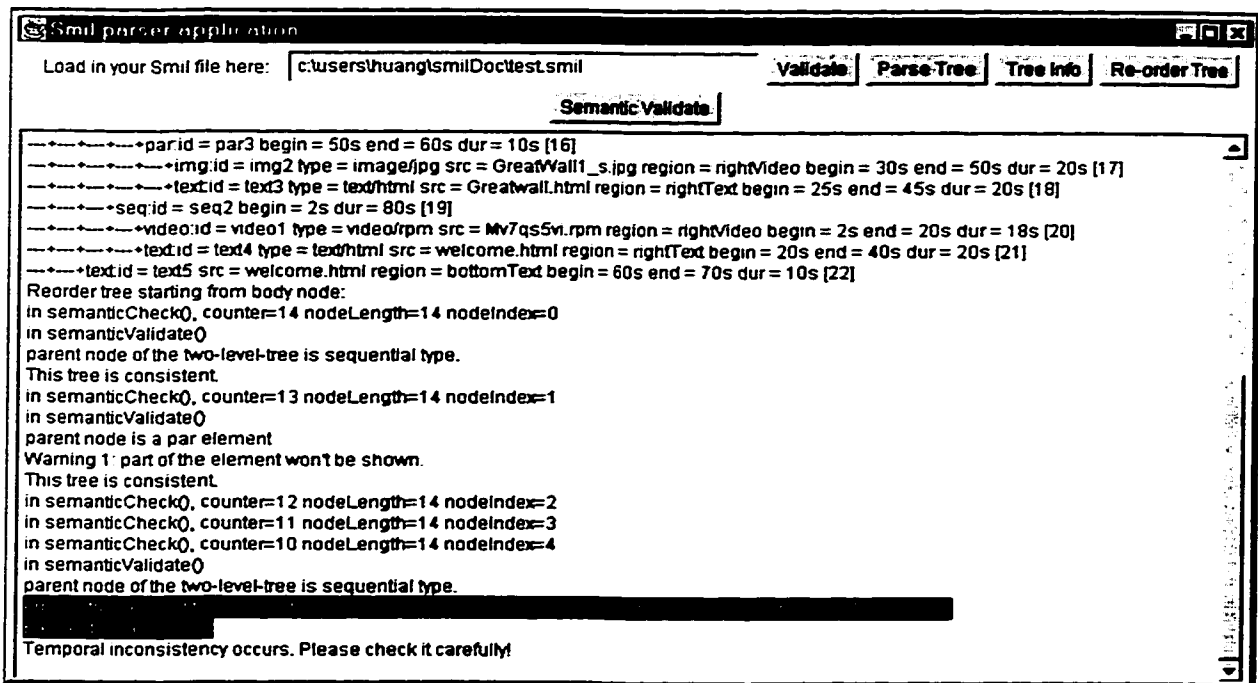 Smil parser application
Load in your Smil file here: c:\users\huang\smilDoc\test.smil Validate Parse-Tree Tree Info Re-order Tree
Semantic Validate
---+---+---+---+par:id = par3 begin = 50s end = 60s dur = 10s [16]
---+---+---+---+---+img:id = img2 type = image/jpg src = GreatWall1_s.jpg region = rightVideo begin = 30s end = 50s dur = 20s [17]
---+---+---+---+---+text:id = text3 type = text/html src = Greatwall.html region = rightText begin = 25s end = 45s dur = 20s [18]
---+---+---+seq:id = seq2 begin = 2s dur = 80s [19]
---+---+---+---+video:id = video1 type = video/rpm src = Mv7qs5vi.rpm region = rightVideo begin = 2s end = 20s dur = 18s [20]
---+---+---+---+text:id = text4 type = text/html src = welcome.html region = rightText begin = 20s end = 40s dur = 20s [21]
---+---+text:id = text5 src = welcome.html region = bottomText begin = 60s end = 70s dur = 10s [22]
Reorder tree starting from body node:
in semanticCheck(), counter=14 nodeLength=14 nodeIndex=0
in semanticValidate()
parent node of the two-level-tree is sequential type.
This tree is consistent.
in semanticCheck(), counter=13 nodeLength=14 nodeIndex=1
in semanticValidate()
parent node is a par element
Warning 1: part of the element won't be shown.
This tree is consistent.
in semanticCheck(), counter=12 nodeLength=14 nodeIndex=2
in semanticCheck(), counter=11 nodeLength=14 nodeIndex=3
in semanticCheck(), counter=10 nodeLength=14 nodeIndex=4
in semanticValidate()
parent node of the two-level-tree is sequential type.
Temporal inconsistency occurs. Please check it carefully!